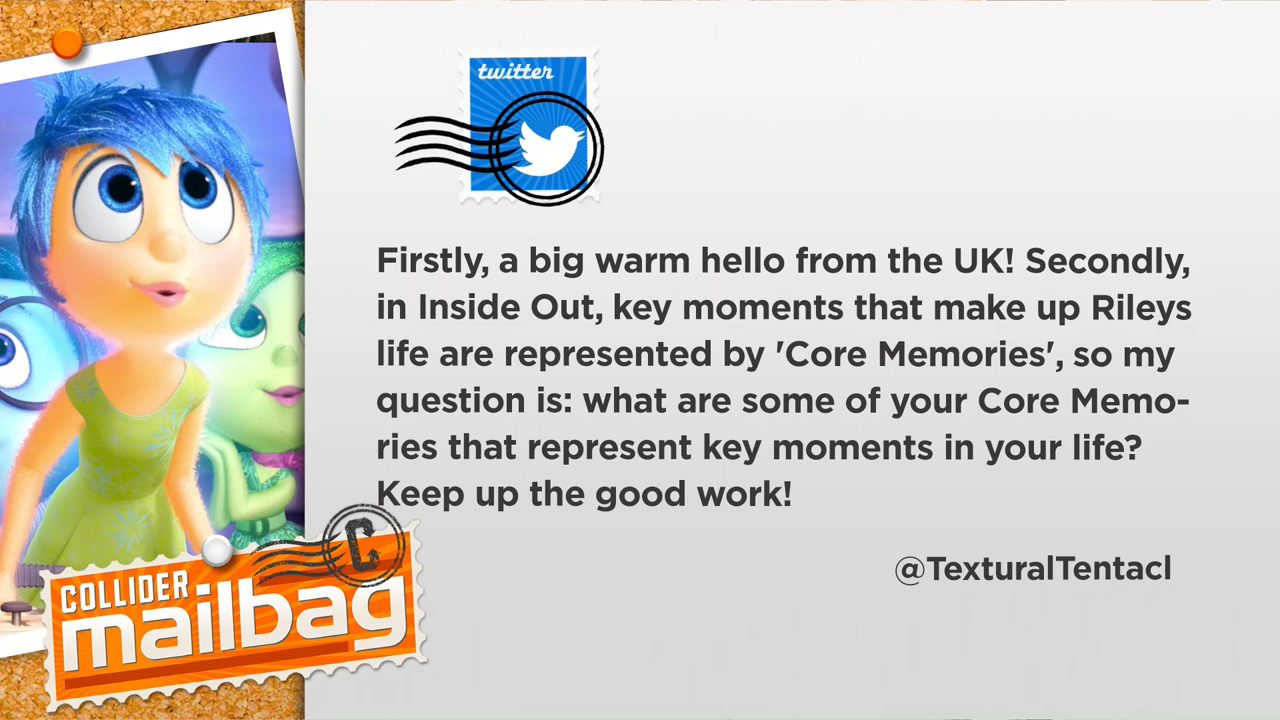 twitter
Firstly, a big warm hello from the UK! Secondly,
in Inside Out, key moments that make up Rileys
life are represented by 'Core Memories', so my
question is: what are some of your Core Memo-
ries that represent key moments in your life?
Keep up the good work!
@TexturalTentacl
COLLIDER
mailbag